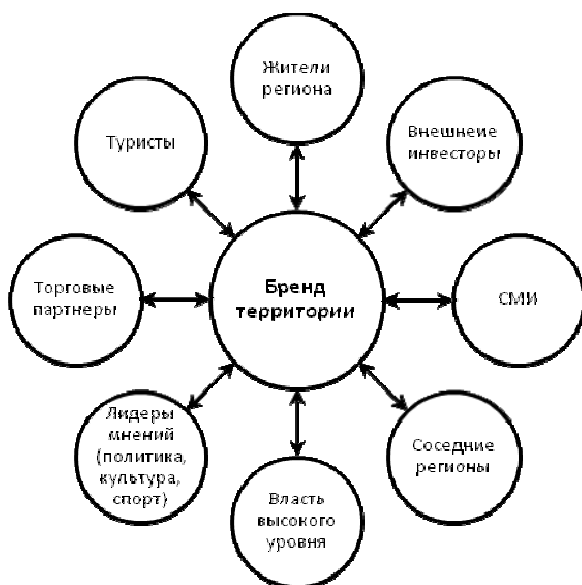 Жители
региона
Туристы
Внешнеие
инвесторы
Торговые
партнеры
Бренд
территории
СМИ
Лидеры
мнений
(политика,
культура,
спорт)
Соседние
регионы
Власть
высокого
уровня